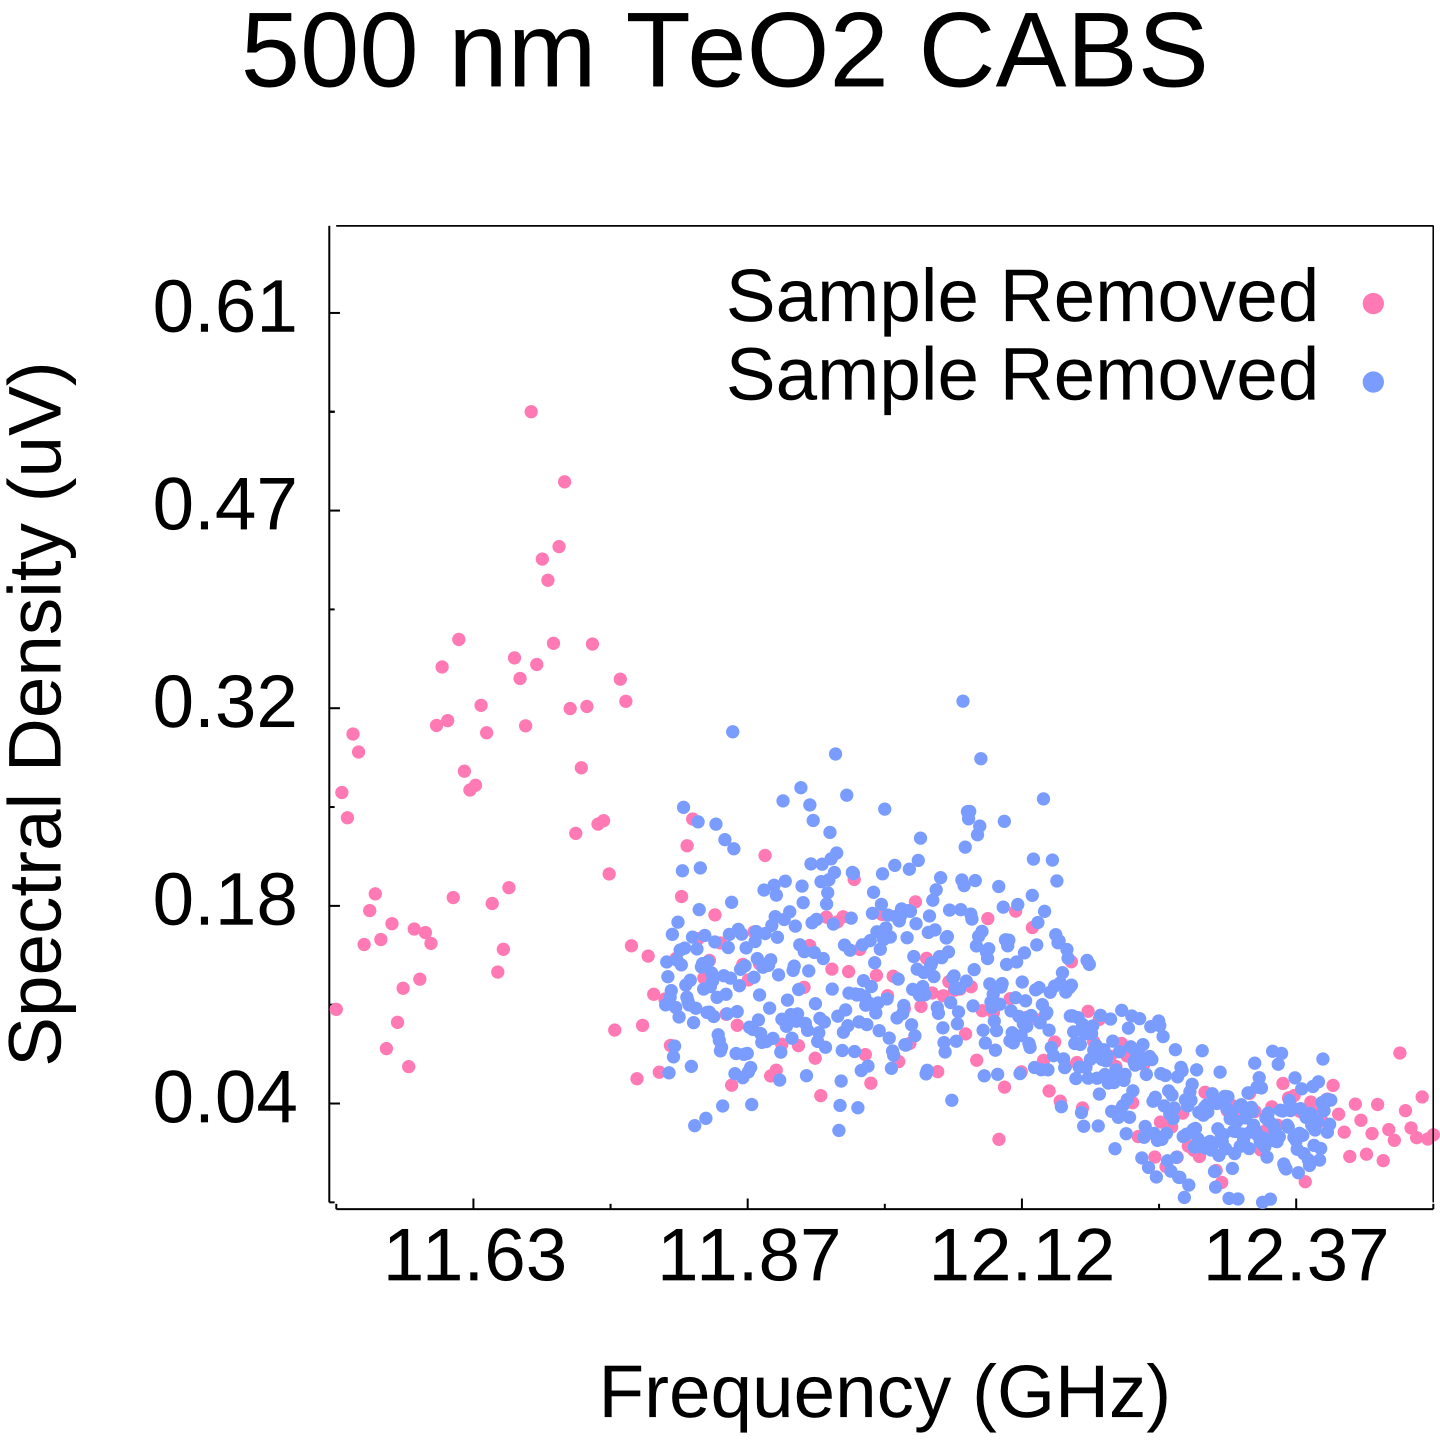 500 nm TeO2 CABS
Sample Removed
Sample Removed
Spectral Density (uV)
0.61
0.47
0.32
0.18
0.04
11.63
11.87
12.12
12.37
Frequency (GHz)